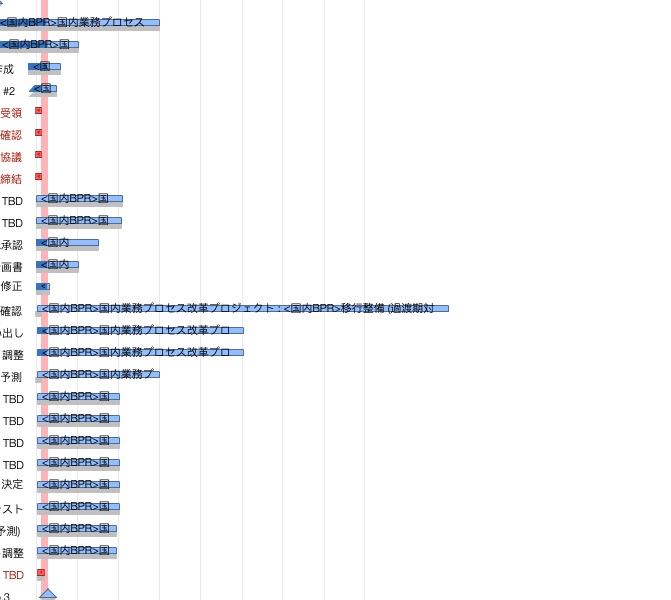 <国内BPR>国内業務プロセス
<国内BPR>国
作成 <国
#2 <国
受領
確認
協議
締結
TBD <国内BPR>国
TBD <国内BPR>国
承認 <国内
画書 <国内
修正 <
確認 <国内BPR>国内業務プロセス改革プロジェクト : <国内BPR>移行整備 (過渡期対
出し <国内BPR>国内業務プロセス改革プロ
調整 <国内BPR>国内業務プロセス改革プロ
予測 <国内BPR>国内業務プ
TBD <国内BPR>国
TBD <国内BPR>国
TBD <国内BPR>国
TBD <国内BPR>国
決定 <国内BPR>国
スト <国内BPR>国
予測) <国内BPR>国
調整 <国内BPR>国
TBD
.3